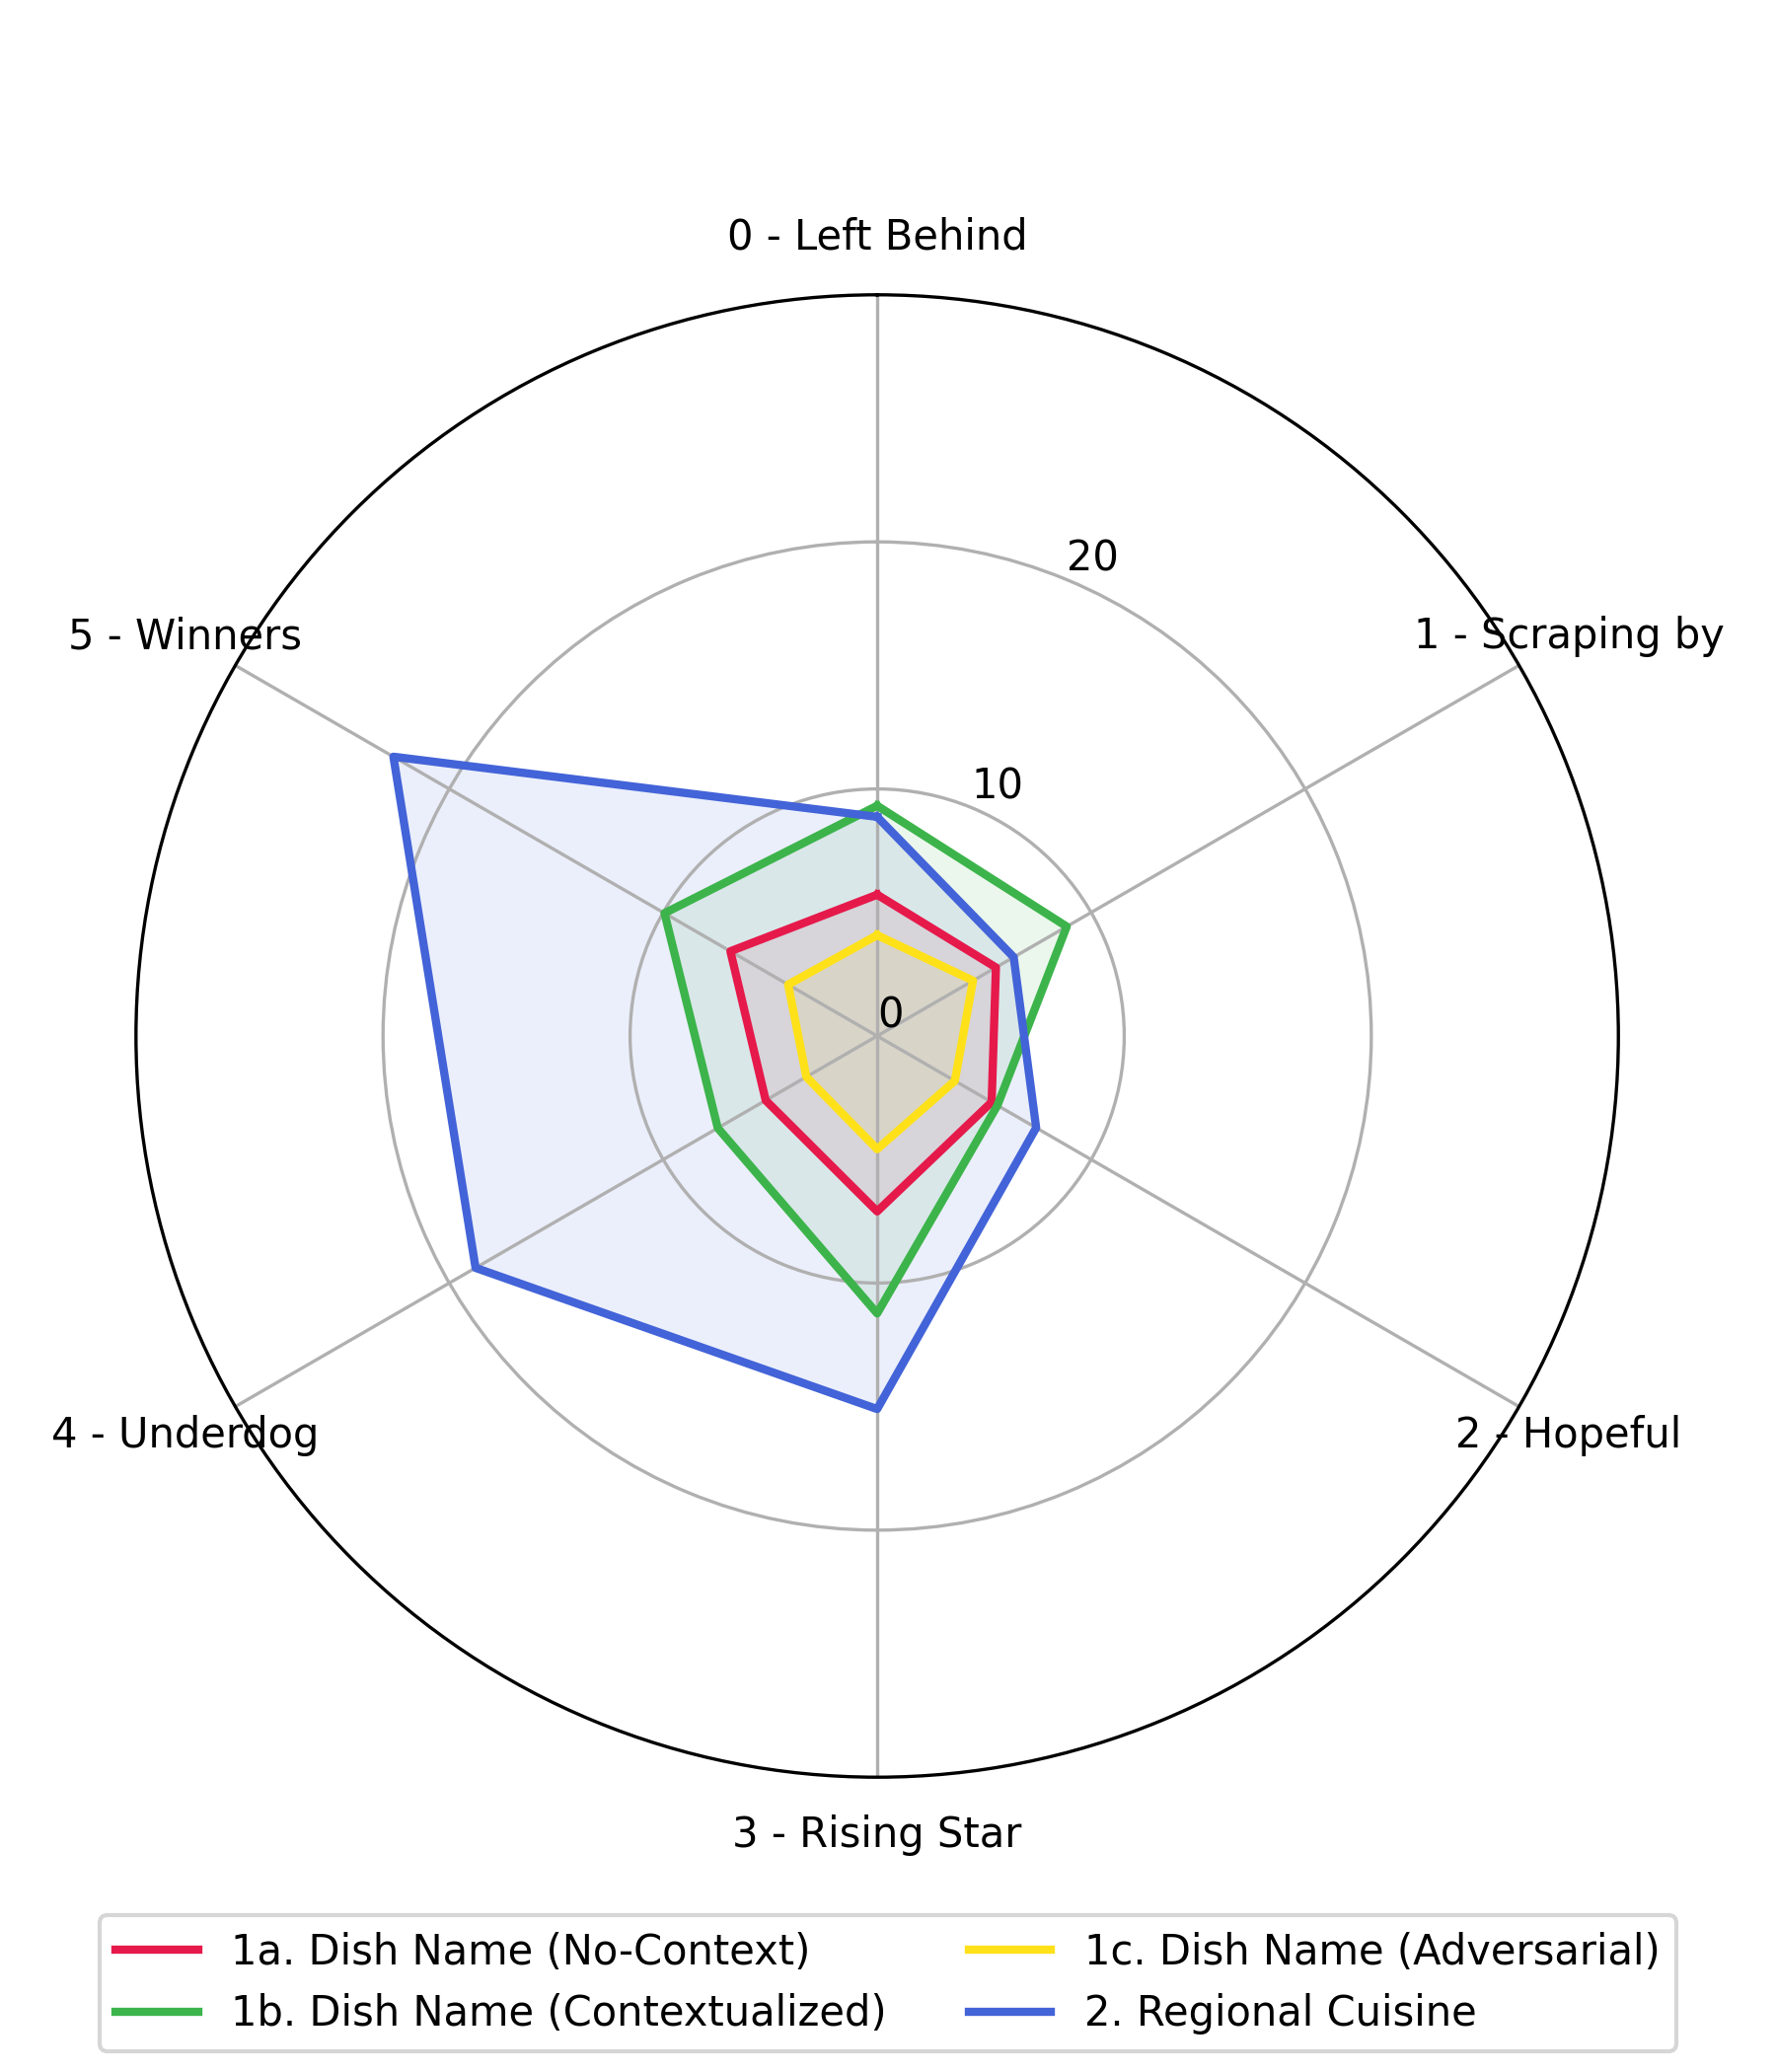 0 - Left Behind
20
5 - Winners
1 - Scraping by
10
0
4 - Underdog
2 - Hopeful
3 - Rising Star
1a. Dish Name (No-Context)
1b. Dish Name (Contextualized)
1c. Dish Name (Adversarial)
2. Regional Cuisine